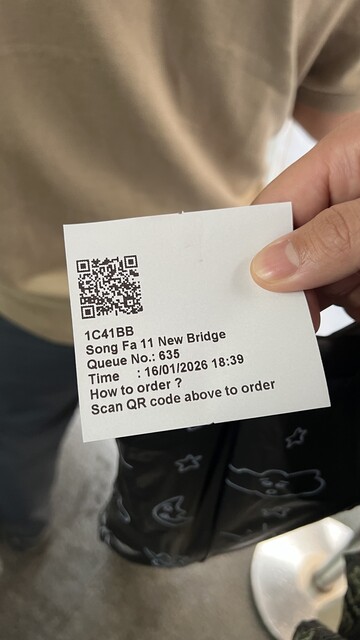 1C41BB
Song Fa 11 New Bridge
Queue No.: 635
Time : 16/01/2026 18:39
How to order ?
Scan QR code above to order